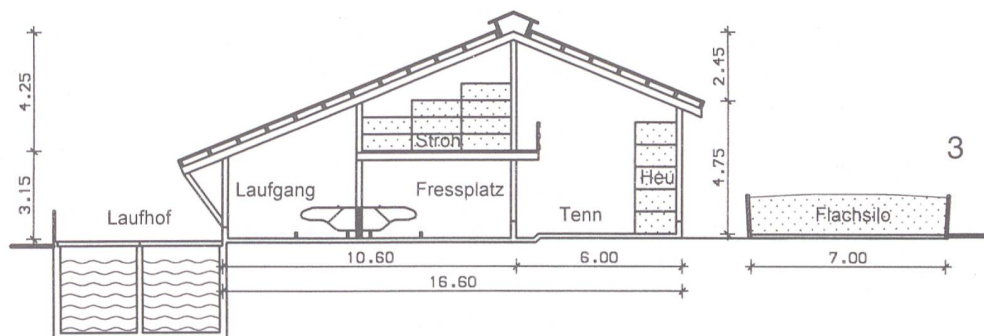 4.25
3.15
2.45
4.75
3
Stroh
Laufgang
Fressplatz
Heu
Laufhof
Tenn
Flachsilo
10.60
6.00
7.00
16.60